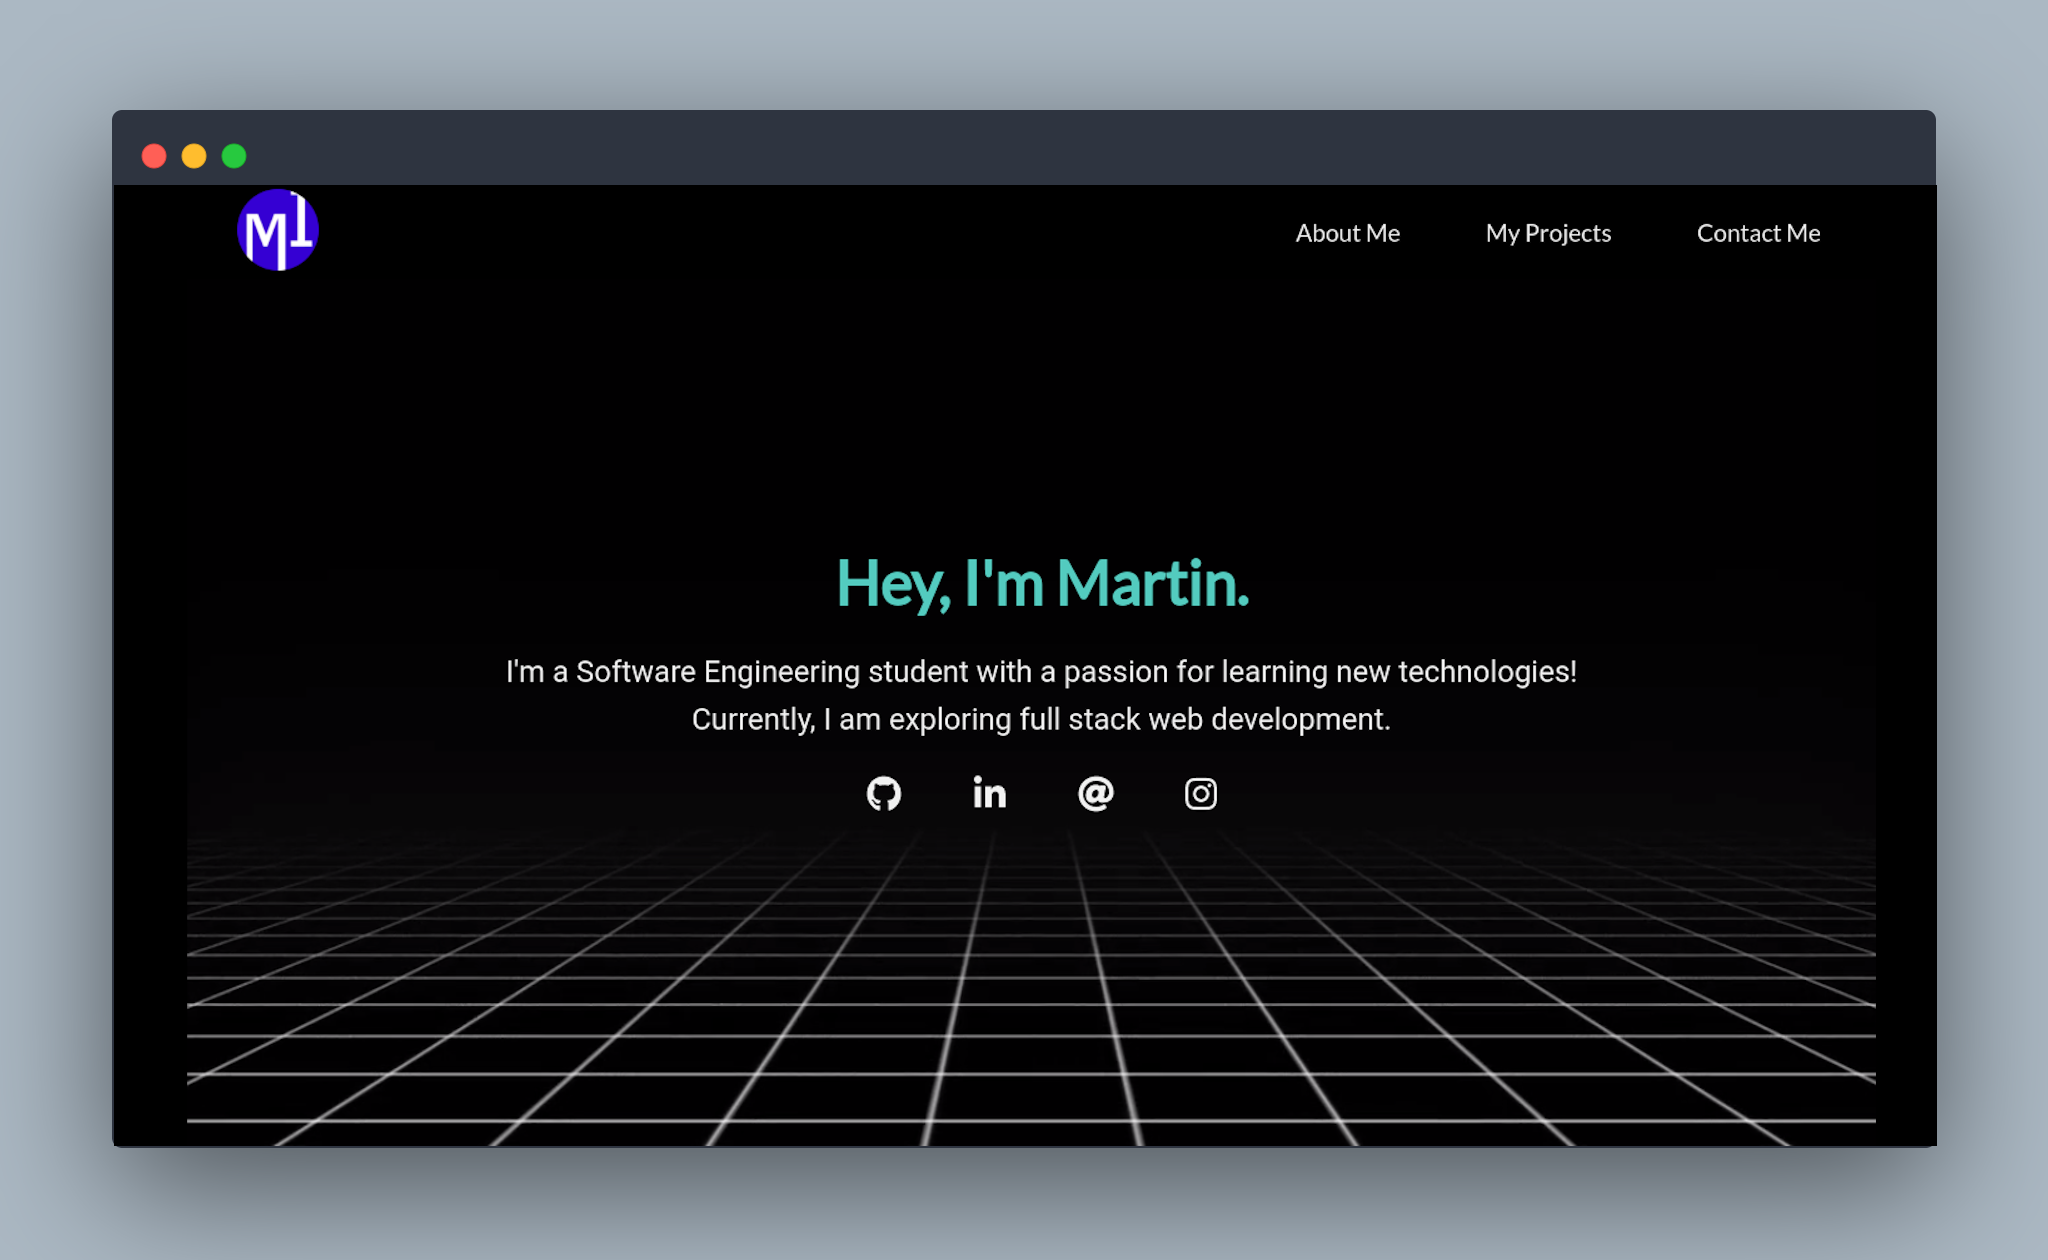 About Me
My Projects
Contact Me
Hey, I'm Martin.
I'm a Software Engineering student with a passion for learning new technologies!
Currently, I am exploring full stack web development.
in
@